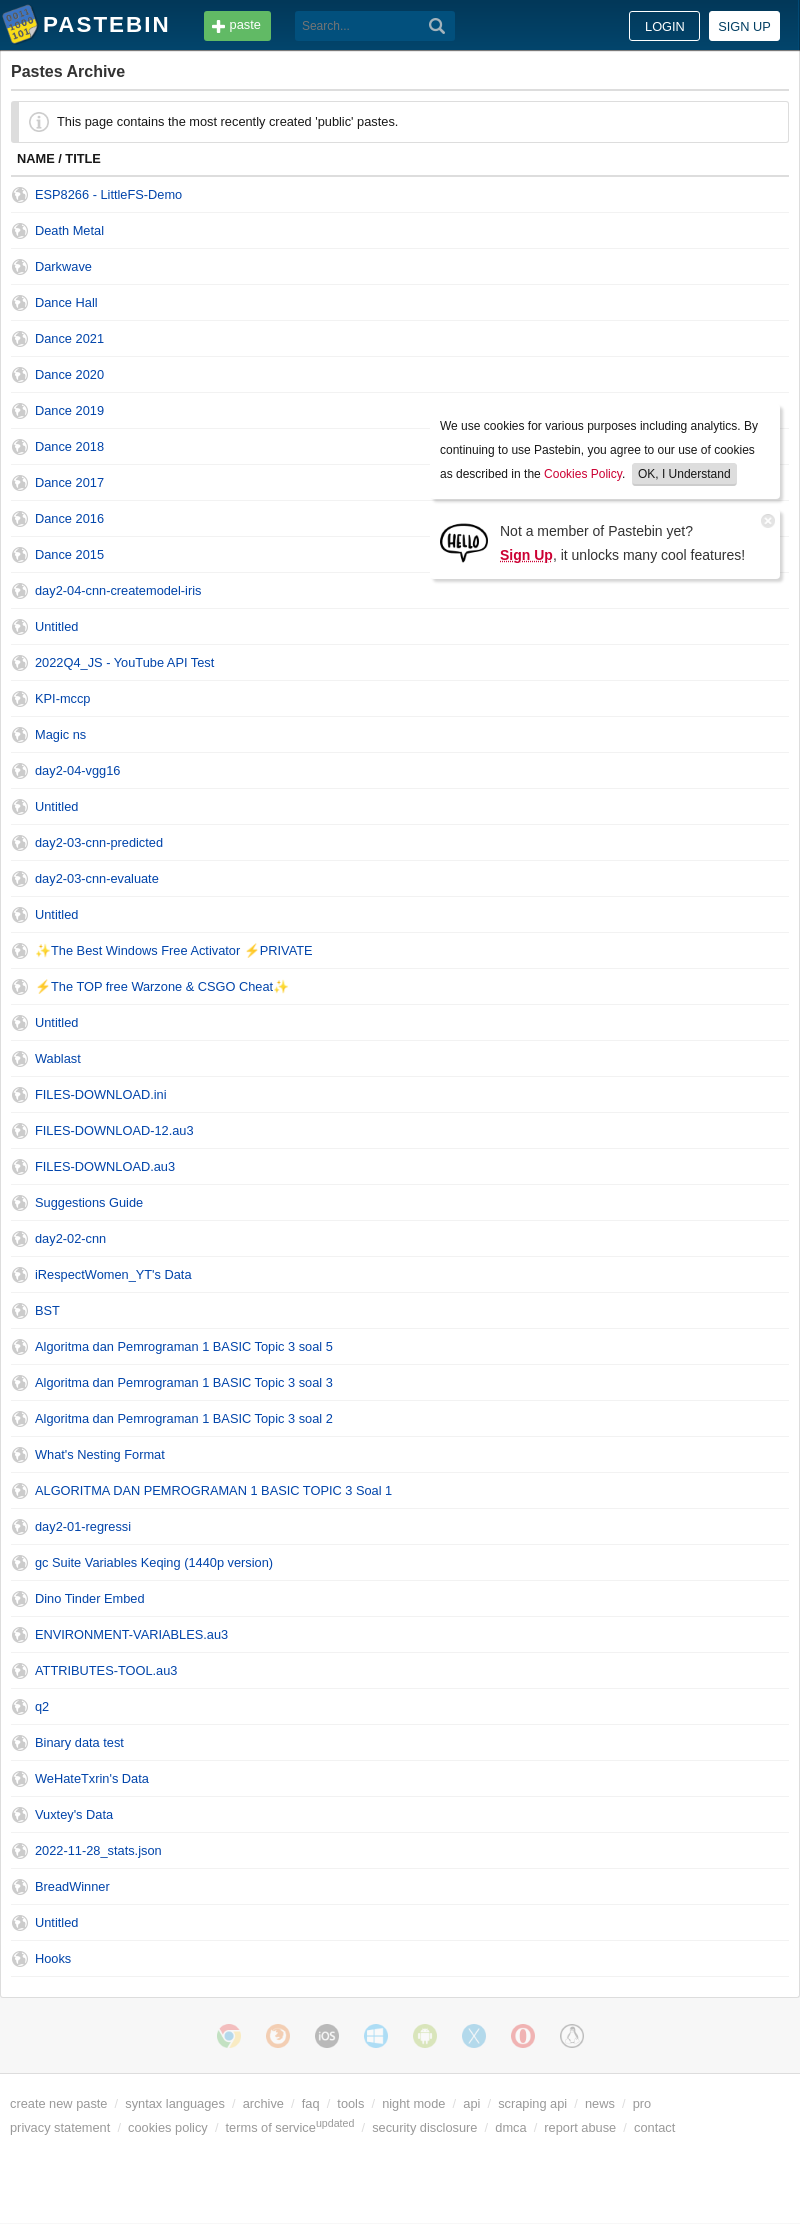 PASTEBIN paste Search... LOGIN SIGN UP
Pastes Archive
This page contains the most recently created 'public' pastes.
NAME / TITLE
ESP8266 - LittleFS-Demo
Death Metal
Darkwave
Dance Hall
Dance 2021
Dance 2020
Dance 2019
Dance 2018
Dance 2017
Dance 2016
Dance 2015
We use cookies for various purposes including analytics. By
continuing to use Pastebin, you agree to our use of cookies
as described in the Cookies Policy. OK, I Understand
HELLO
Not a member of Pastebin yet?
Sign Up, it unlocks many cool features!
day2-04-cnn-createmodel-iris
Untitled
2022Q4_JS - YouTube API Test
KPI-mccp
Magic ns
day2-04-vgg16
Untitled
day2-03-cnn-predicted
day2-03-cnn-evaluate
Untitled
✨The Best Windows Free Activator ⚡PRIVATE
⚡The TOP free Warzone & CSGO Cheat✨
Untitled
Wablast
FILES-DOWNLOAD.ini
FILES-DOWNLOAD-12.au3
FILES-DOWNLOAD.au3
Suggestions Guide
day2-02-cnn
iRespectWomen_YT's Data
BST
Algoritma dan Pemrograman 1 BASIC Topic 3 soal 5
Algoritma dan Pemrograman 1 BASIC Topic 3 soal 3
Algoritma dan Pemrograman 1 BASIC Topic 3 soal 2
What's Nesting Format
ALGORITMA DAN PEMROGRAMAN 1 BASIC TOPIC 3 Soal 1
day2-01-regressi
gc Suite Variables Keqing (1440p version)
Dino Tinder Embed
ENVIRONMENT-VARIABLES.au3
ATTRIBUTES-TOOL.au3
q2
Binary data test
WeHateTxrin's Data
Vuxtey's Data
2022-11-28_stats.json
BreadWinner
Untitled
Hooks
iOS
create new paste / syntax languages / archive / faq / tools / night mode / api / scraping api / news / pro
privacy statement / cookies policy / terms of serviceupdated / security disclosure / dmca / report abuse / contact